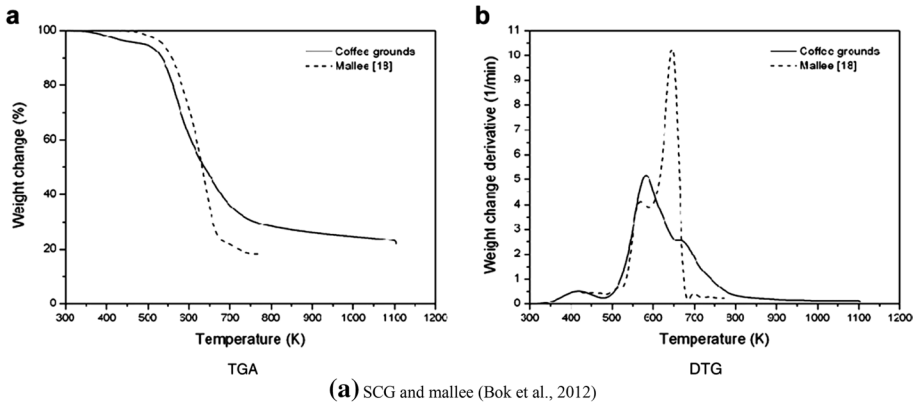 a
Weight change (%)
100
80
60
40
20
0
Coffee grounds
Mallee [18]
300 400 500 600 700 800 900 1000 1100 1200
Temperature (K)
TGA
b
Weight change derivative (1/min)
11
10
9
8
7
6
5
4
3
2
1
0
Coffee grounds
Mallee [18]
300 400 500 600 700 800 900 1000 1100 1200
Temperature (K)
DTG
(a) SCG and mallee (Bok et al., 2012)